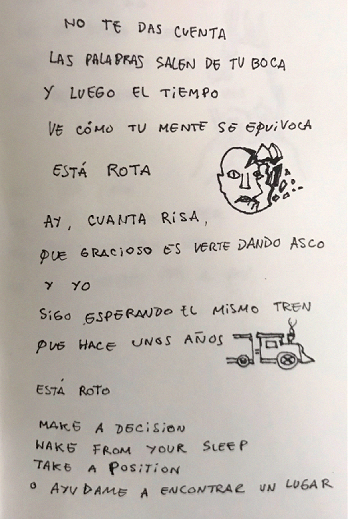 NO TE DAS CUENTA
LAS PALABRAS SALEN DE TU BOCA
Y LUEGO EL TIEMPO
VE CÓMO TU MENTE SE EQUIVOCA
ESTÁ ROTA
AY, CUANTA RISA,
QUE GRACIOSO ES VERTE DANDO ASCO
Y YO
SIGO ESPERANDO EL MISMO TREN
QUE HACE UNOS AÑOS
ESTÁ ROTO
MAKE A DECISION
WAKE FROM YOUR SLEEP
TAKE A POSITION
O AYUDAME A ENCONTRAR UN LUGAR